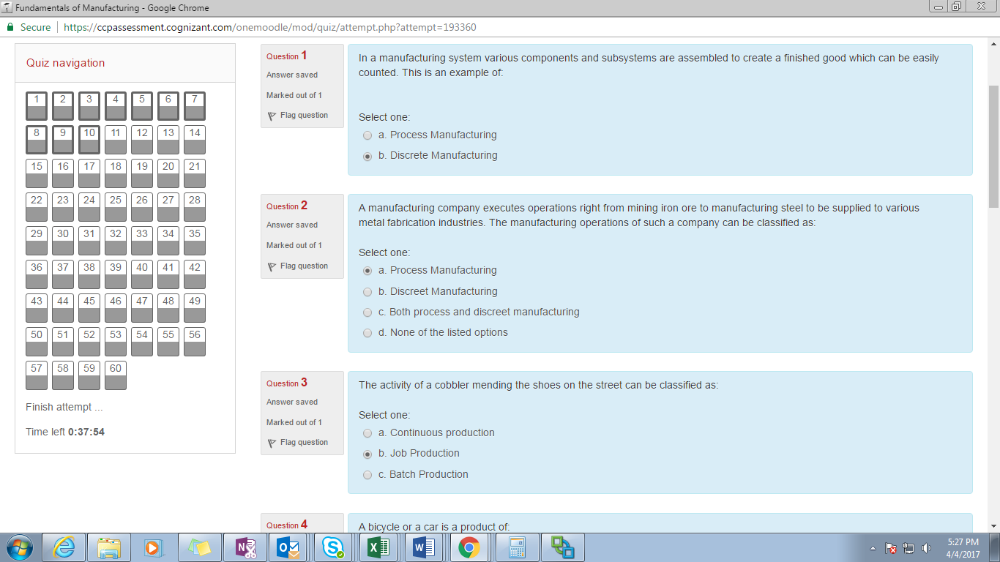 Fundamentals of Manufacturing - Google Chrome
Secure https://ccpassessment.cognizant.com/onemoodle/mod/quiz/attempt.php?attempt=193360
Quiz navigation
1 2 3 4 5 6 7
8 9 10 11 12 13 14
15 16 17 18 19 20 21
22 23 24 25 26 27 28
29 30 31 32 33 34 35
36 37 38 39 40 41 42
43 44 45 46 47 48 49
50 51 52 53 54 55 56
57 58 59 60
Finish attempt ...
Time left 0:37:54
Question 1
Answer saved
Marked out of 1
Flag question
In a manufacturing system various components and subsystems are assembled to create a finished good which can be easily
counted. This is an example of:
Select one:
a. Process Manufacturing
b. Discrete Manufacturing
Question 2
Answer saved
Marked out of 1
Flag question
A manufacturing company executes operations right from mining iron ore to manufacturing steel to be supplied to various
metal fabrication industries. The manufacturing operations of such a company can be classified as:
Select one:
a. Process Manufacturing
b. Discreet Manufacturing
c. Both process and discreet manufacturing
d. None of the listed options
Question 3
Answer saved
Marked out of 1
Flag question
The activity of a cobbler mending the shoes on the street can be classified as:
Select one:
a. Continuous production
b. Job Production
c. Batch Production
Question 4
A bicycle or a car is a product of:
5:27 PM
4/4/2017